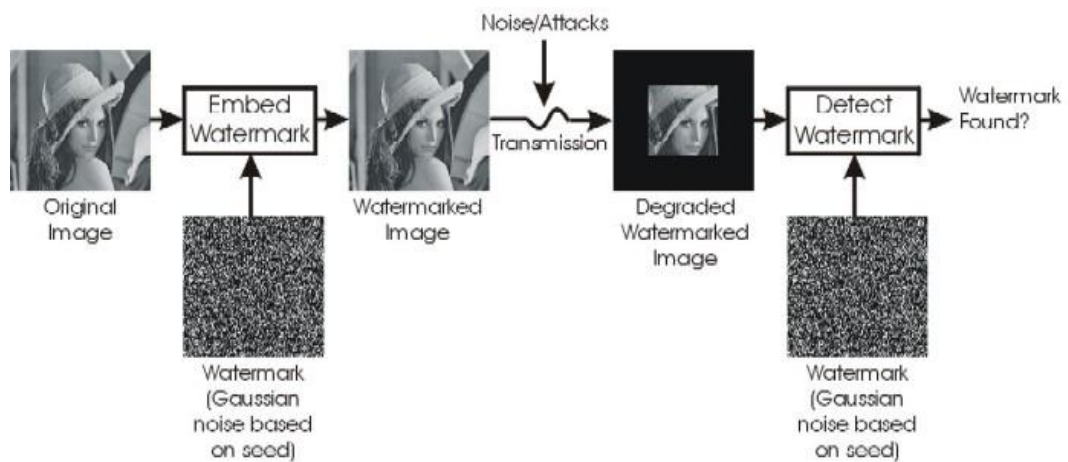 Noise/Attacks
Embed
Watermark
Transmission
Detect
Watermark
Watermark
Found?
Original
Image
Watermarked
Image
Degraded
Watermarked
Image
Watermark
(Gaussian
noise based
on seed)
Watermark
(Gaussian
noise based
on seed)